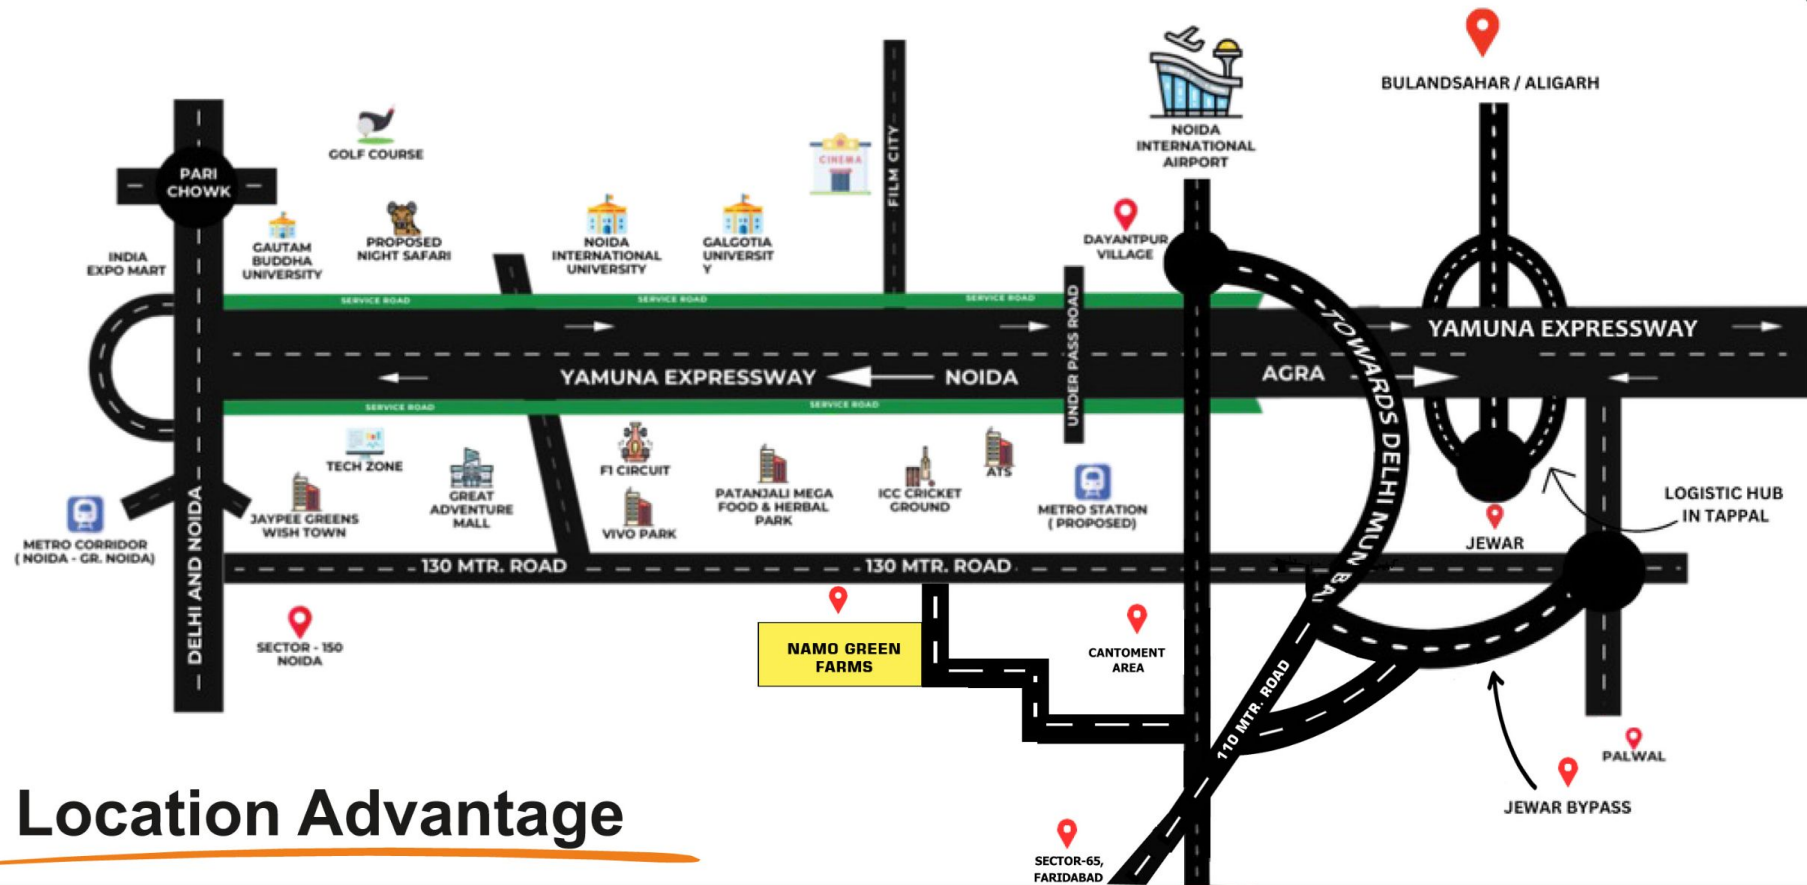 BULANDSAHAR / ALIGARH
NOIDA
INTERNATIONAL
AIRPORT
GOLF COURSE
CINEMA
FILM CITY
PARI
CHOWK
DAYANTPUR
VILLAGE
INDIA
EXPO MART
GAUTAM
BUDDHA
UNIVERSITY
PROPOSED
NIGHT SAFARI
NOIDA
INTERNATIONAL
UNIVERSITY
GALGOTIA
UNIVERSIT
Y
SERVICE ROAD
SERVICE ROAD
SERVICE ROAD
YAMUNA EXPRESSWAY
YAMUNA EXPRESSWAY
NOIDA
UNDER PASS ROAD
AGRA
TOWARDS DELHI MUN BAI
SERVICE ROAD
SERVICE ROAD
TECH ZONE
GREAT
ADVENTURE
MALL
F1 CIRCUIT
ATS
JAYPEE GREENS
WISH TOWN
VIVO PARK
PATANJALI MEGA
FOOD & HERBAL
PARK
ICC CRICKET
GROUND
METRO STATION
( PROPOSED)
LOGISTIC HUB
IN TAPPAL
JEWAR
METRO CORRIDOR
( NOIDA - GR. NOIDA)
DELHI AND NOIDA
130 MTR. ROAD
130 MTR. ROAD
SECTOR - 150
NOIDA
NAMO GREEN
FARMS
CANTOMENT
AREA
110 MTR. ROAD
PALWAL
JEWAR BYPASS
Location Advantage
SECTOR-65,
FARIDABAD